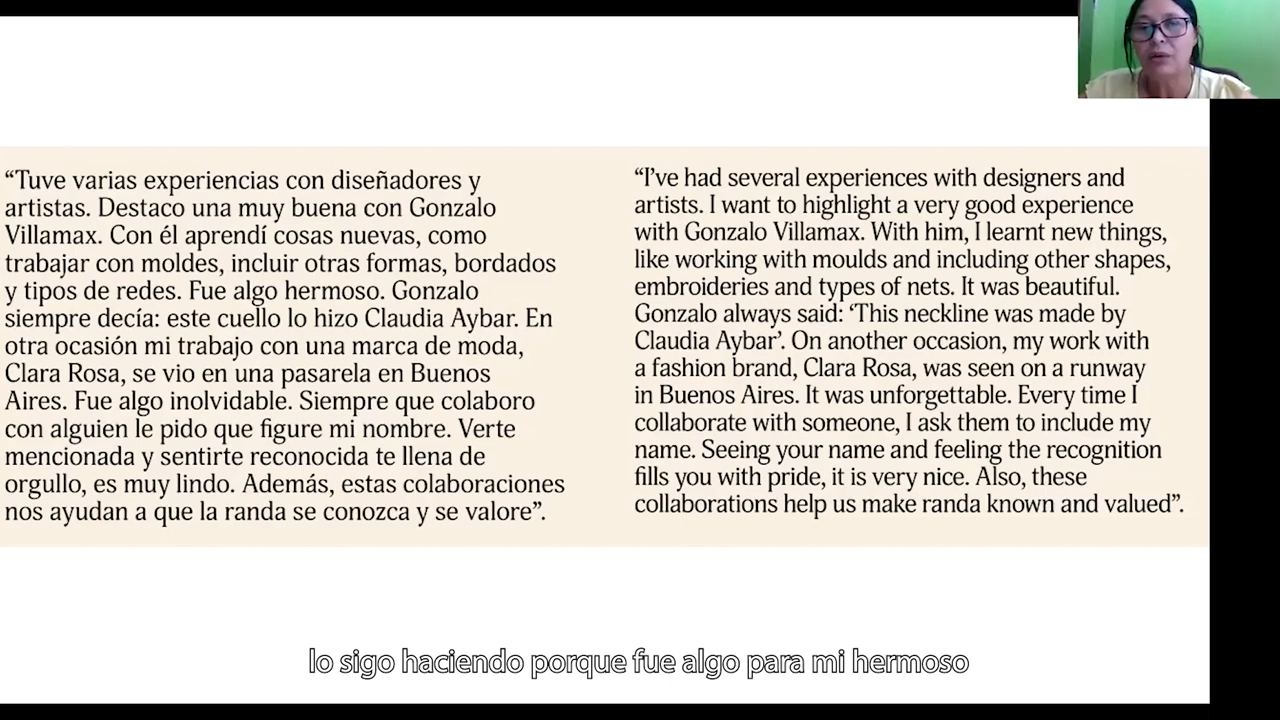 “Tuve varias experiencias con diseñadores y
artistas. Destaco una muy buena con Gonzalo
Villamax. Con él aprendí cosas nuevas, como
trabajar con moldes, incluir otras formas, bordados
y tipos de redes. Fue algo hermoso. Gonzalo
siempre decía: este cuello lo hizo Claudia Aybar. En
otra ocasión mi trabajo con una marca de moda,
Clara Rosa, se vio en una pasarela en Buenos
Aires. Fue algo inolvidable. Siempre que colaboro
con alguien le pido que figure mi nombre. Verte
mencionada y sentirte reconocida te llena de
orgullo, es muy lindo. Además, estas colaboraciones
nos ayudan a que la randa se conozca y se valore”.
“I’ve had several experiences with designers and
artists. I want to highlight a very good experience
with Gonzalo Villamax. With him, I learnt new things,
like working with moulds and including other shapes,
embroideries and types of nets. It was beautiful.
Gonzalo always said: ‘This neckline was made by
Claudia Aybar’. On another occasion, my work with
a fashion brand, Clara Rosa, was seen on a runway
in Buenos Aires. It was unforgettable. Every time I
collaborate with someone, I ask them to include my
name. Seeing your name and feeling the recognition
fills you with pride, it is very nice. Also, these
collaborations help us make randa known and valued”.
lo sigo haciendo porque fue algo para mi hermoso